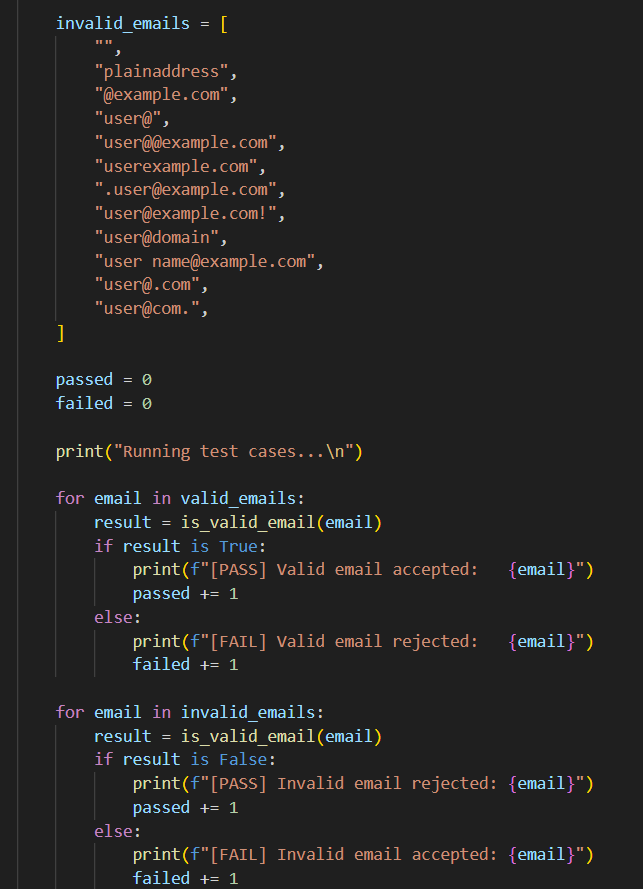 invalid_emails = [
    "",
    "plainaddress",
    "@example.com",
    "user@",
    "user@@example.com",
    "userexample.com",
    ".user@example.com",
    "user@example.com!",
    "user@domain",
    "user name@example.com",
    "user@.com",
    "user@com.",
]

passed = 0
failed = 0

print("Running test cases...\n")

for email in valid_emails:
    result = is_valid_email(email)
    if result is True:
        print(f"[PASS] Valid email accepted:   {email}")
        passed += 1
    else:
        print(f"[FAIL] Valid email rejected:   {email}")
        failed += 1

for email in invalid_emails:
    result = is_valid_email(email)
    if result is False:
        print(f"[PASS] Invalid email rejected: {email}")
        passed += 1
    else:
        print(f"[FAIL] Invalid email accepted: {email}")
        failed += 1